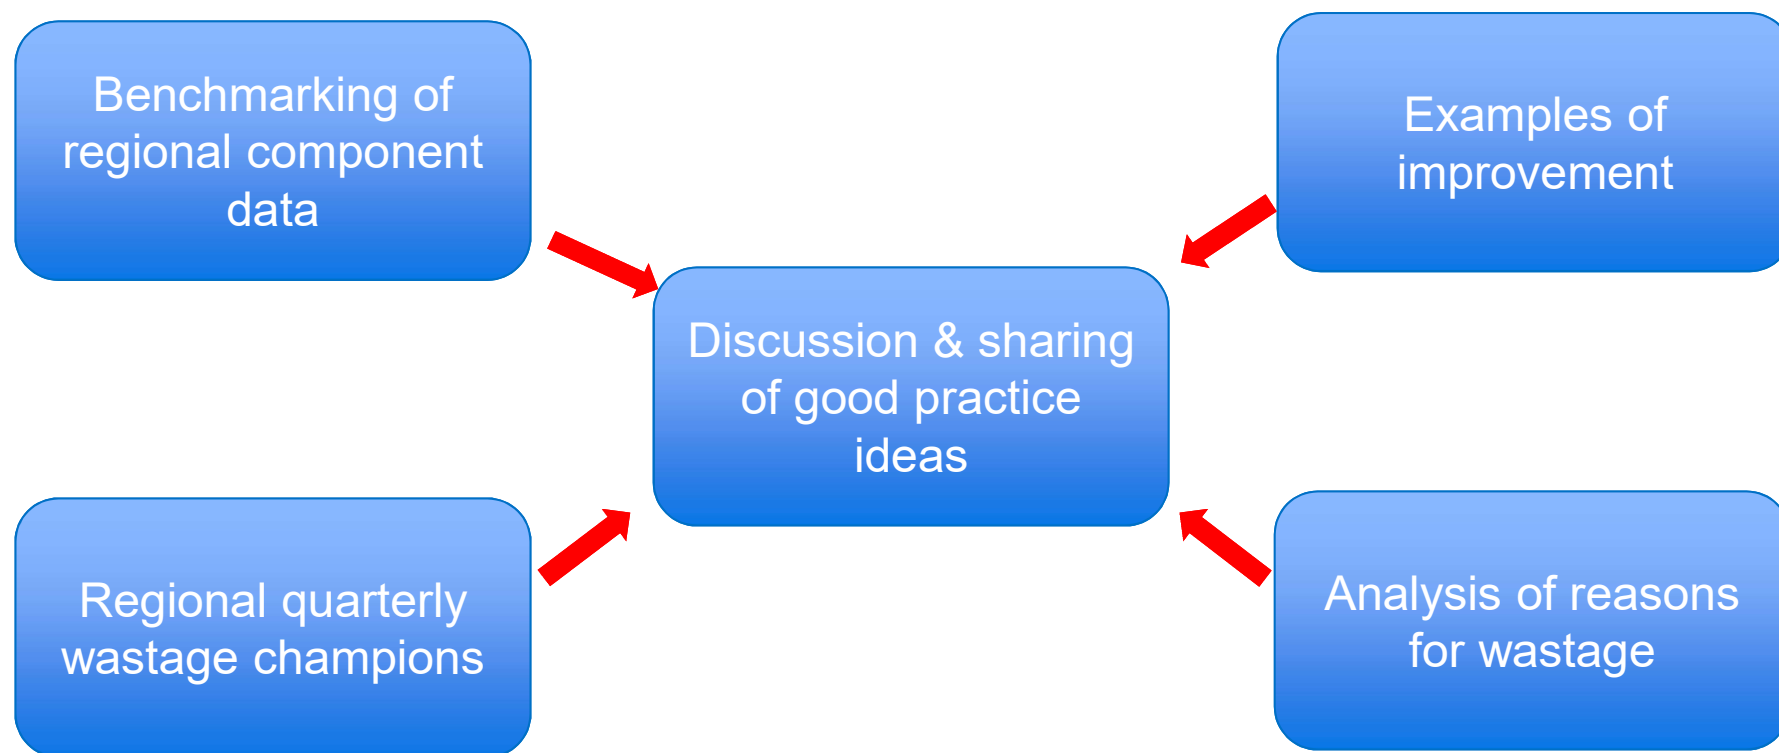 Benchmarking of
regional component
data
Examples of
improvement
Discussion & sharing
of good practice
ideas
Regional quarterly
wastage champions
Analysis of reasons
for wastage